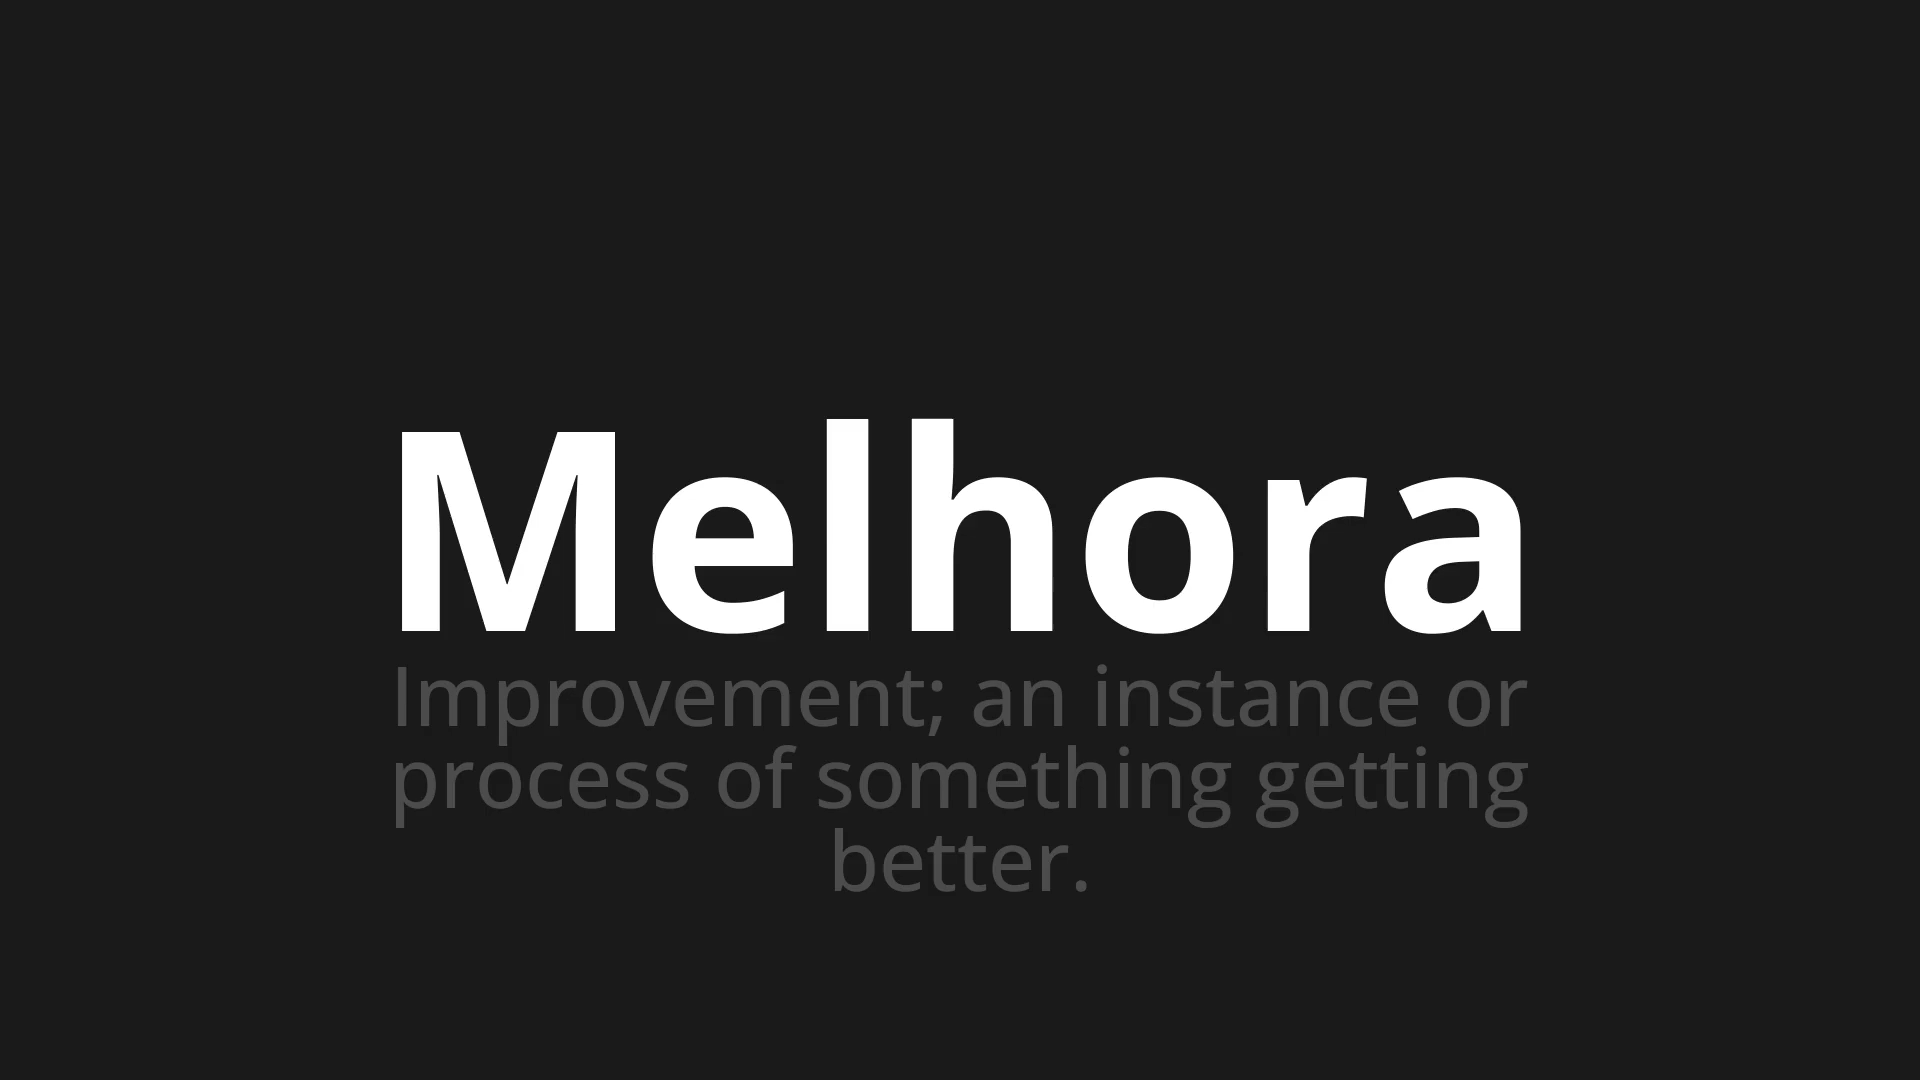 Melhora
Improvement; an instance or
process of something getting
better.